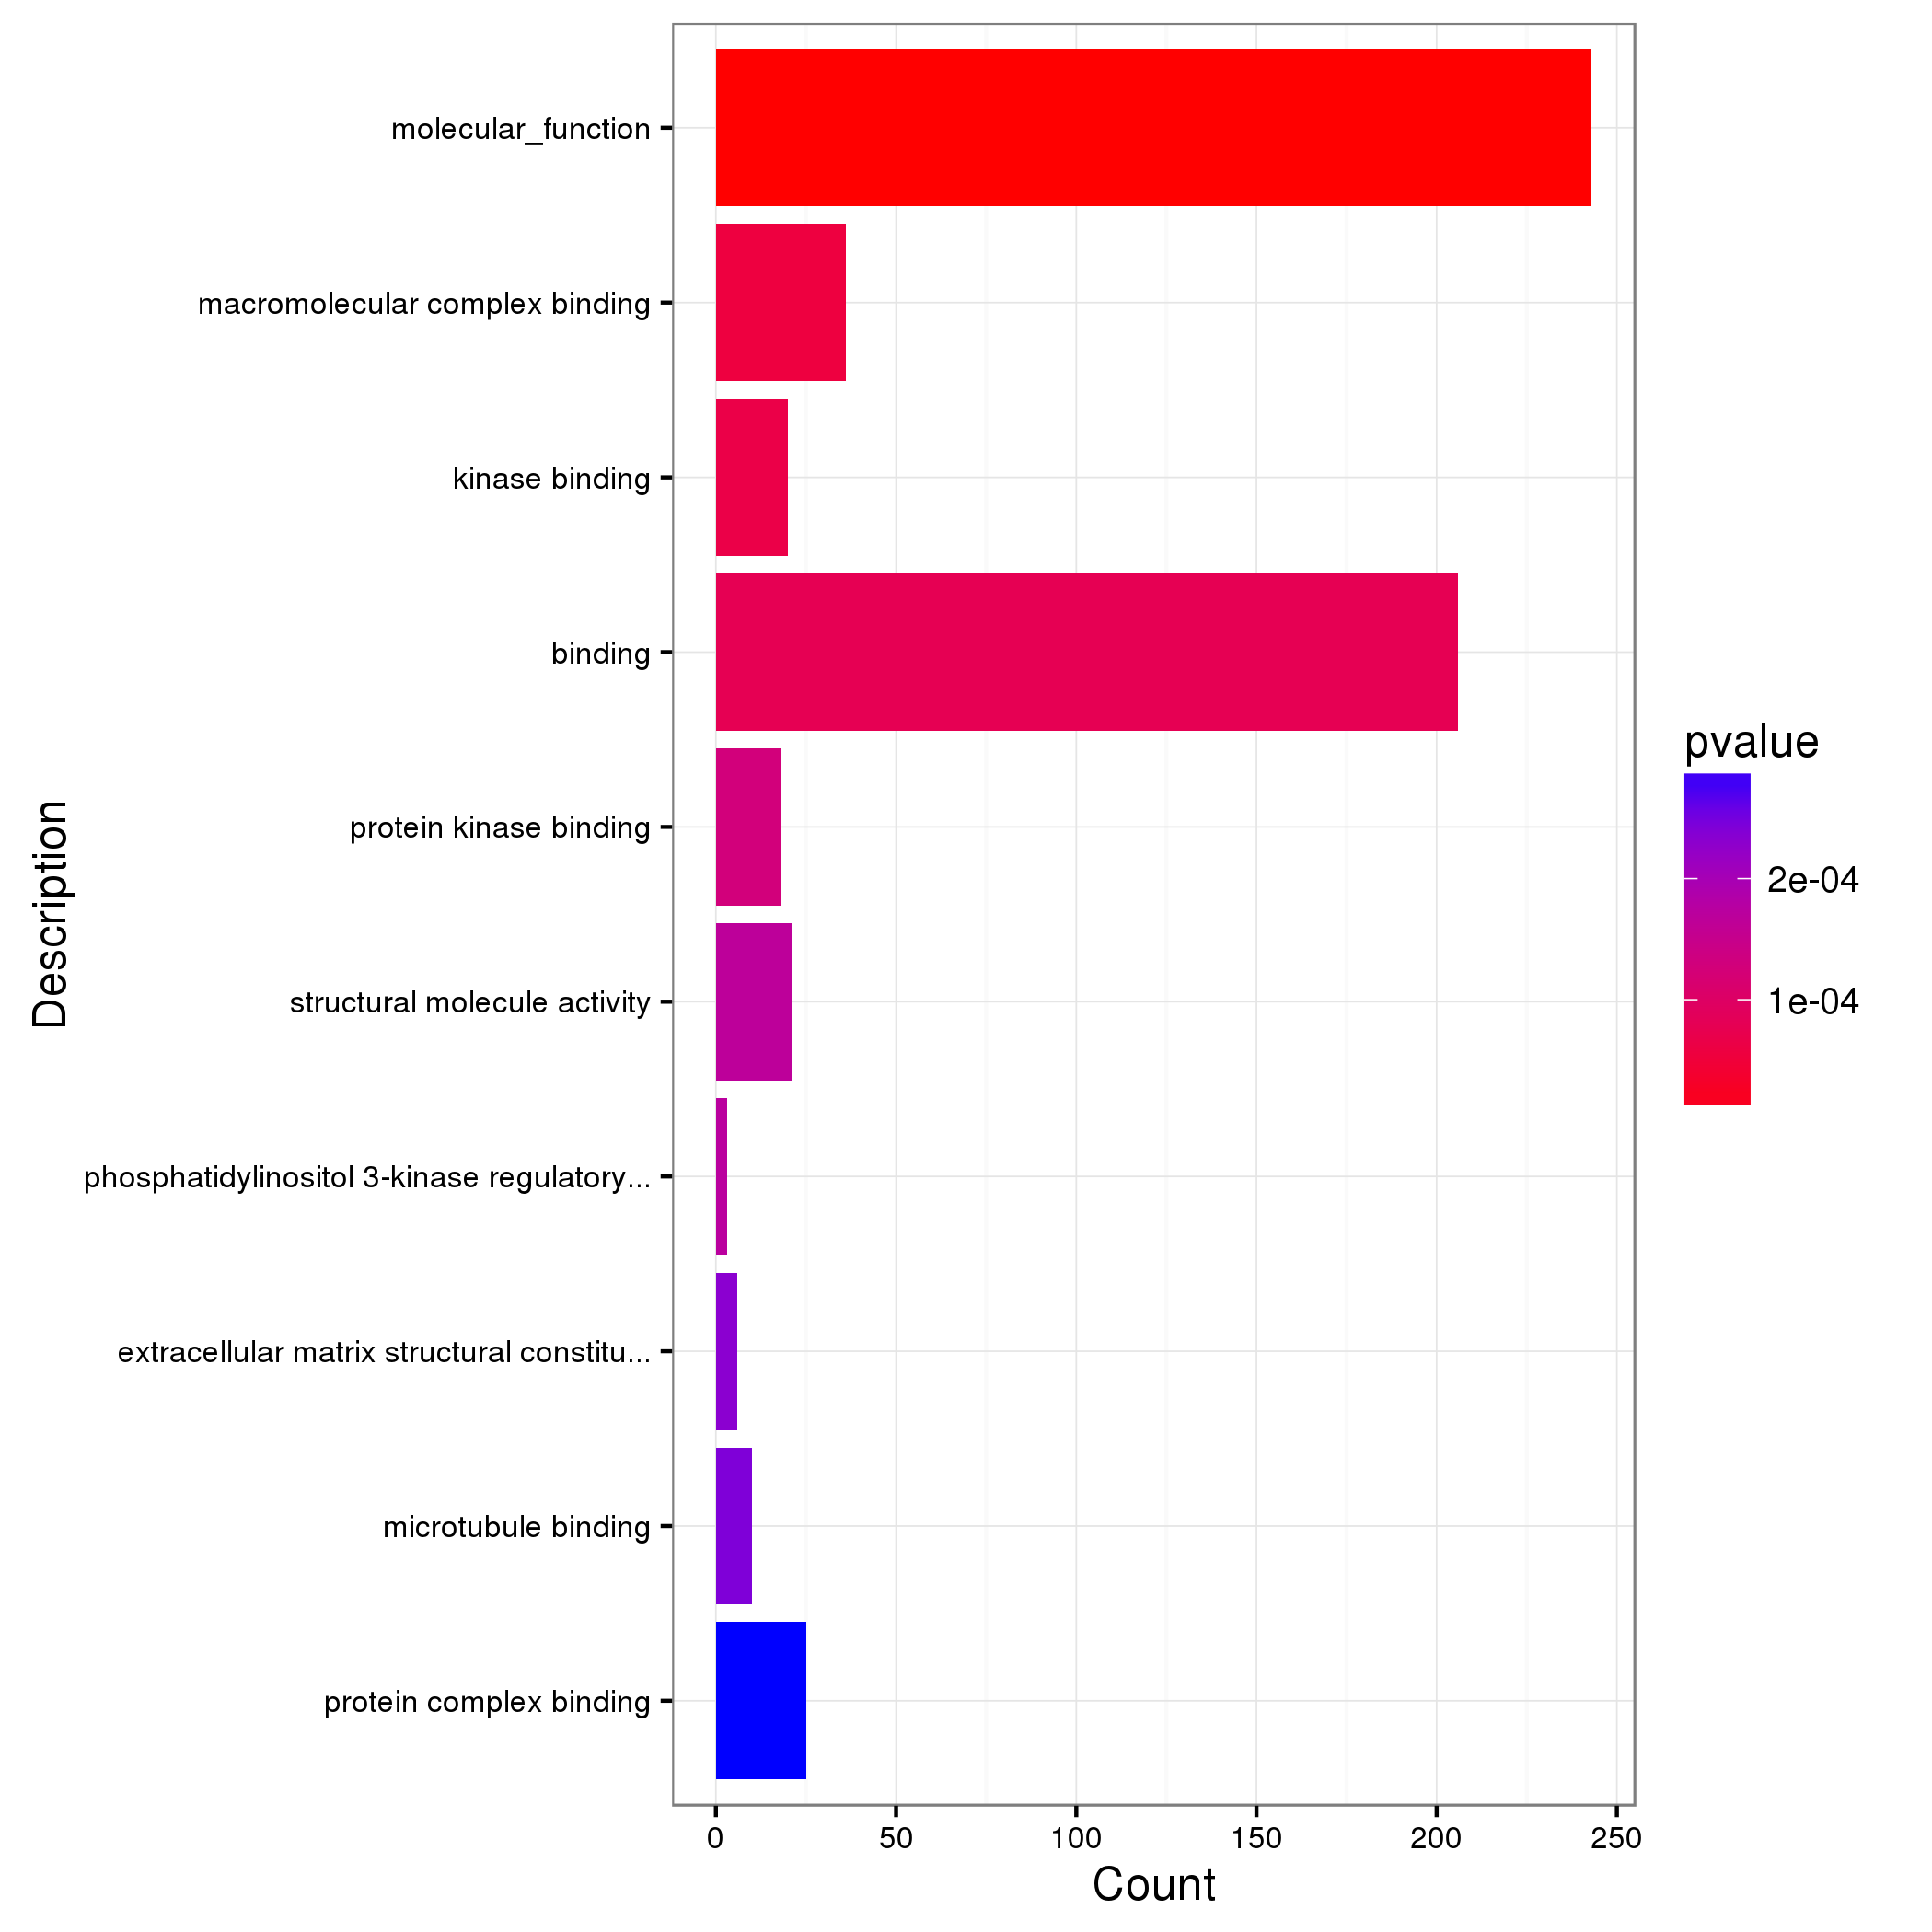 molecular_function
macromolecular complex binding
kinase binding
binding
protein kinase binding
structural molecule activity
phosphatidylinositol 3-kinase regulatory...
extracellular matrix structural constitu...
microtubule binding
protein complex binding
Description
0 50 100 150 200 250
Count
pvalue
2e-04
1e-04